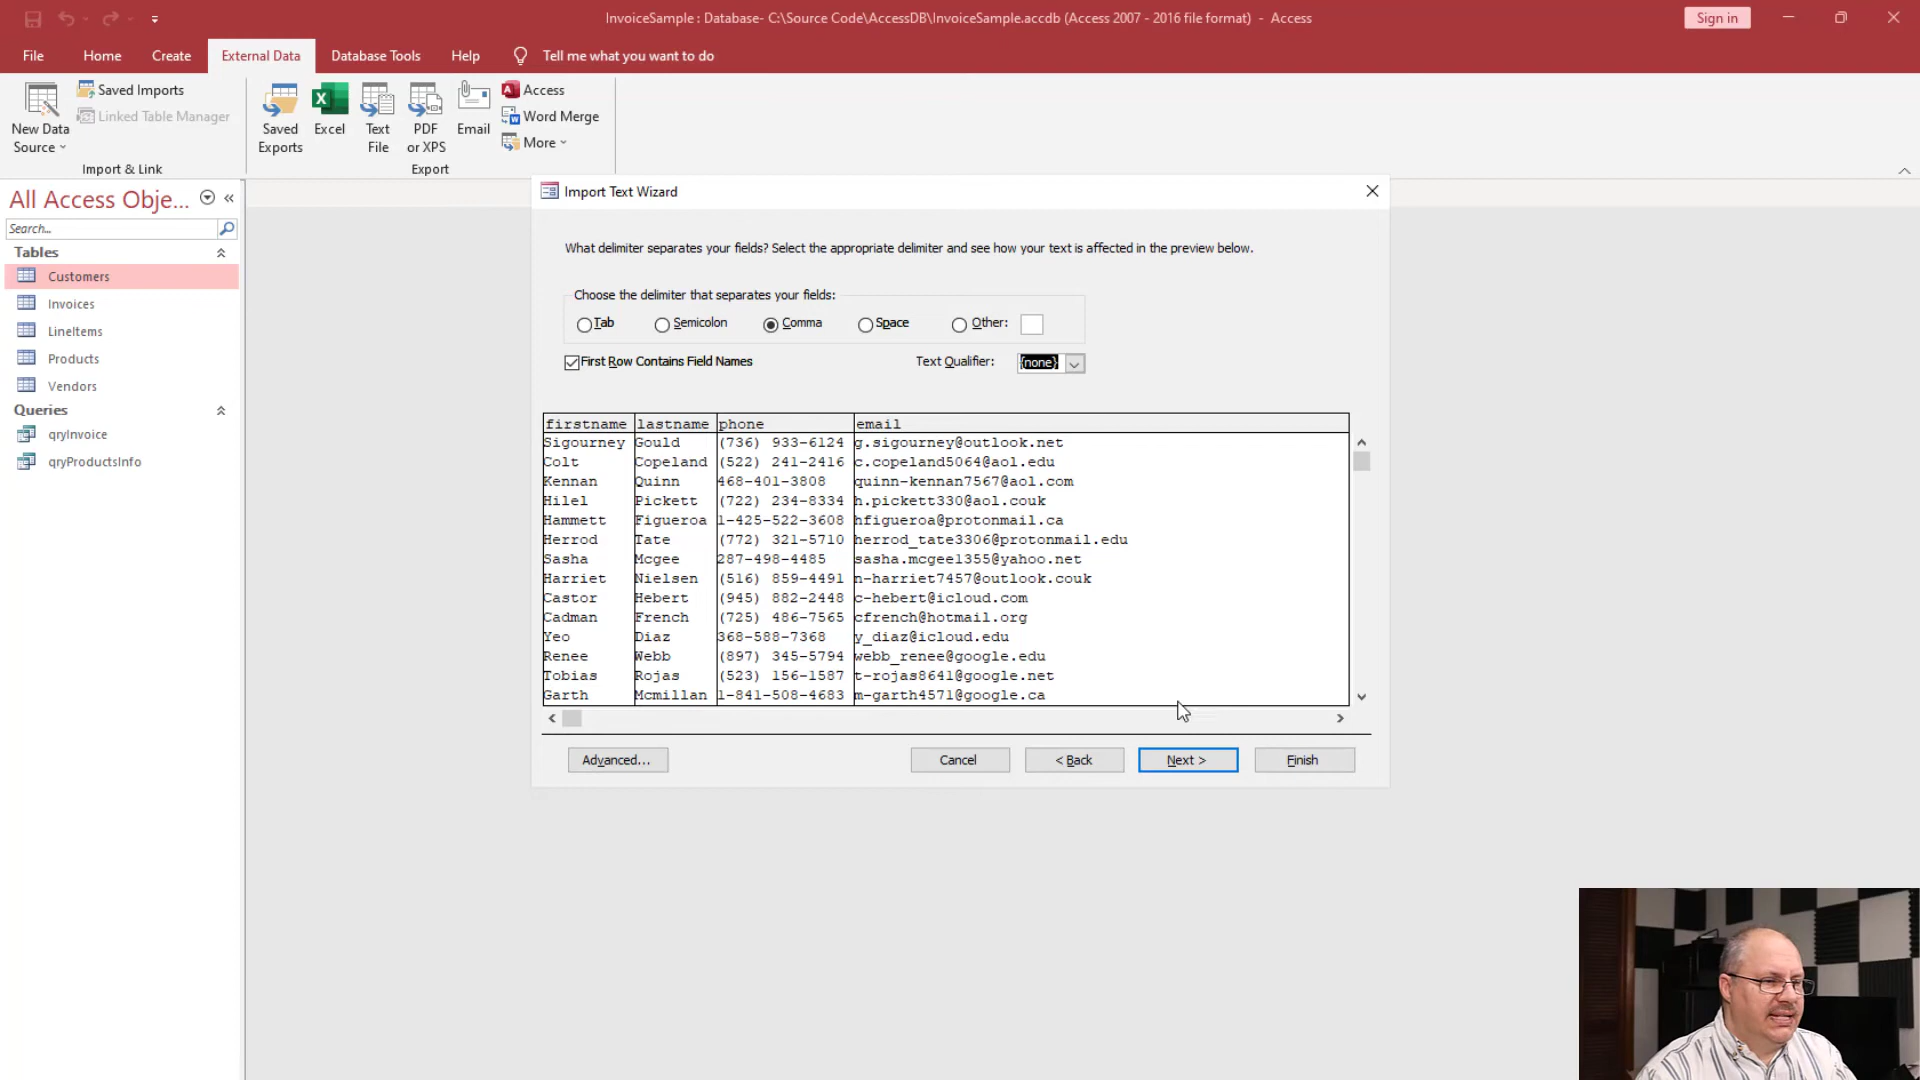 InvoiceSample : Database- C:\Source Code\AccessDB\InvoiceSample.accdb (Access 2007 - 2016 file format) - Access
Sign in
File Home Create External Data Database Tools Help Tell me what you want to do
New Data Source
Saved Imports
Linked Table Manager
Import & Link
Saved Exports
Excel
Text File
PDF or XPS
Email
Access
Word Merge
More
Export
All Access Obje...
Search...
Tables
Customers
Invoices
LineItems
Products
Vendors
Queries
qryInvoice
qryProductsInfo
Import Text Wizard
What delimiter separates your fields? Select the appropriate delimiter and see how your text is affected in the preview below.
Choose the delimiter that separates your fields:
Tab Semicolon Comma Space Other:
First Row Contains Field Names Text Qualifier: {none}
firstname lastname phone email
Sigourney Gould (736) 933-6124 g.sigourney@outlook.net
Colt Copeland (522) 241-2416 c.copeland5064@aol.edu
Kennan Quinn 468-401-3808 quinn-kennan7567@aol.com
Hilel Pickett (722) 234-8334 h.pickett330@aol.couk
Hammett Figueroa 1-425-522-3608 hfigueroa@protonmail.ca
Herrod Tate (772) 321-5710 herrod_tate3306@protonmail.edu
Sasha Mcgee 287-498-4485 sasha.mcgee1355@yahoo.net
Harriet Nielsen (516) 859-4491 n-harriet7457@outlook.couk
Castor Hebert (945) 882-2448 c-hebert@icloud.com
Cadman French (725) 486-7565 cfrench@hotmail.org
Yeo Diaz 368-588-7368 y_diaz@icloud.edu
Renee Webb (897) 345-5794 webb_renee@google.edu
Tobias Rojas (523) 156-1587 t-rojas8641@google.net
Garth Mcmillan 1-841-508-4683 m-garth4571@google.ca
Advanced... Cancel < Back Next > Finish